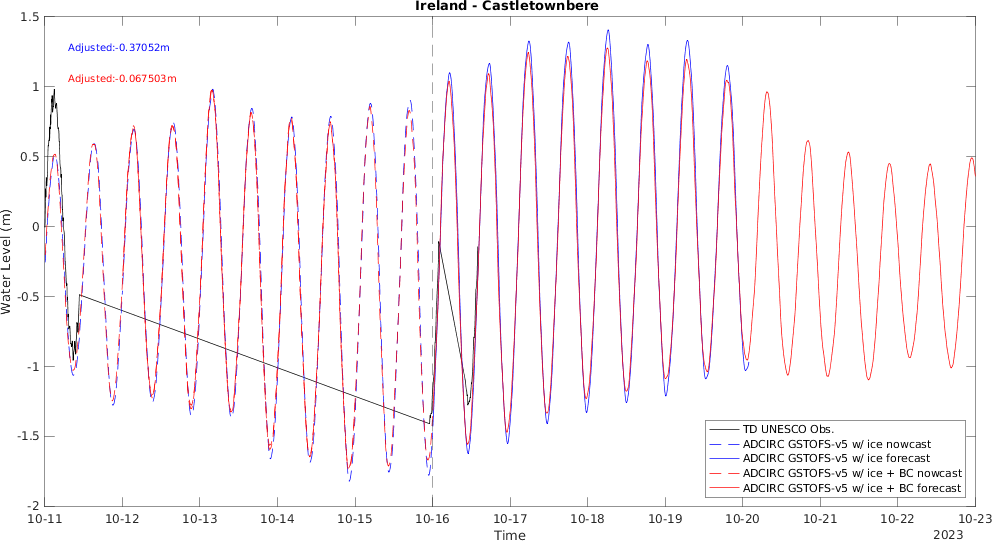 Ireland - Castletownbere
Adjusted:-0.37052m
Adjusted:-0.067503m
Water Level (m)
1.5
1
0.5
0
-0.5
-1
-1.5
-2
10-11 10-12 10-13 10-14 10-15 10-16 10-17 10-18 10-19 10-20 10-21 10-22 10-23
Time
2023
TD UNESCO Obs.
ADCIRC GSTOFS-v5 w/ ice nowcast
ADCIRC GSTOFS-v5 w/ ice forecast
ADCIRC GSTOFS-v5 w/ ice + BC nowcast
ADCIRC GSTOFS-v5 w/ ice + BC forecast